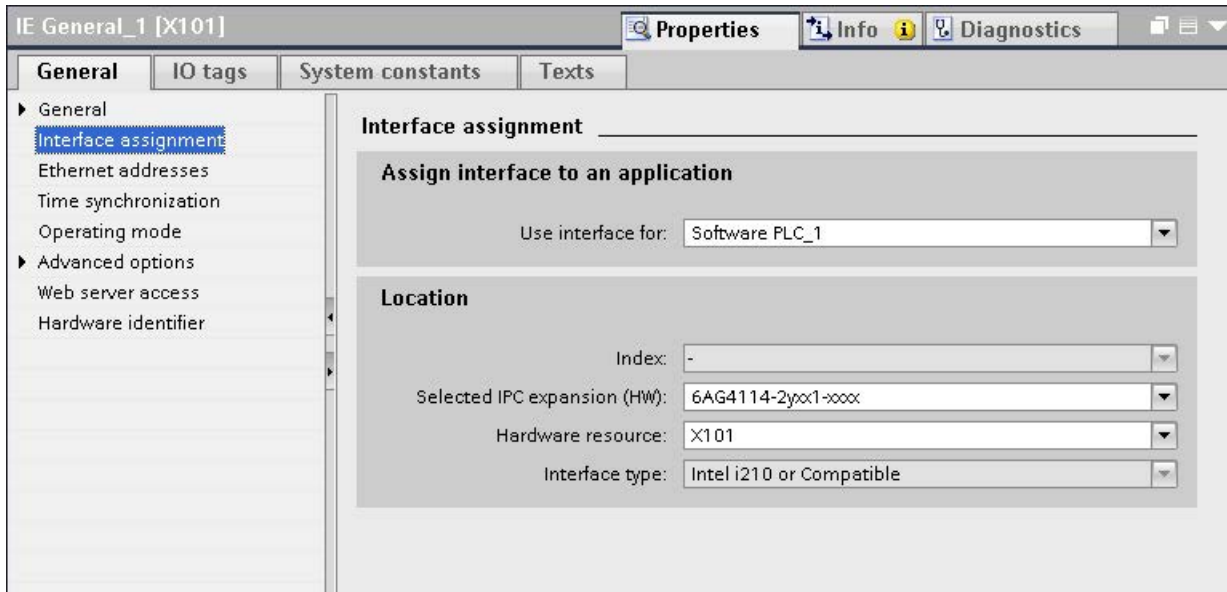 IE General_1 [X101]
Properties
Info
Diagnostics
General
IO tags
System constants
Texts
General
Interface assignment
Ethernet addresses
Time synchronization
Operating mode
Advanced options
Web server access
Hardware identifier
Interface assignment
Assign interface to an application
Use interface for: Software PLC_1
Location
Index: -
Selected IPC expansion (HW): 6AG4114-2yxx1-xxxx
Hardware resource: X101
Interface type: Intel i210 or Compatible